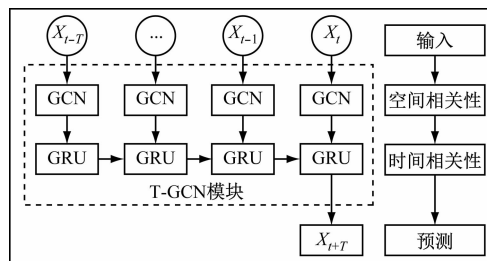 X_{t-T} ... X_{t-1} X_t 输入
GCN GCN GCN GCN 空间相关性
GRU GRU GRU GRU 时间相关性
T-GCN模块
X_{t+T} 预测